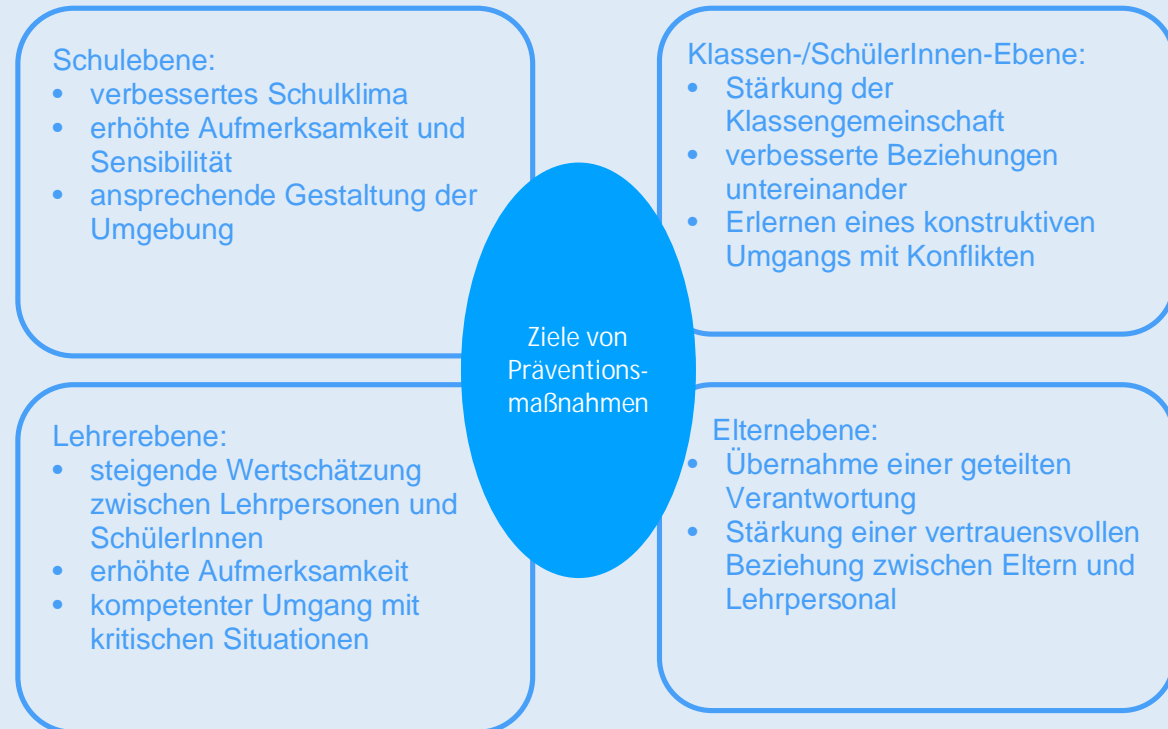 Schulebene:
• verbessertes Schulklima
• erhöhte Aufmerksamkeit und
Sensibilität
• ansprechende Gestaltung der
Umgebung
Klassen-/SchülerInnen-Ebene:
• Stärkung der
Klassengemeinschaft
• verbesserte Beziehungen
untereinander
• Erlernen eines konstruktiven
Umgangs mit Konflikten
Ziele von
Präventions-
maßnahmen
Lehrerebene:
• steigende Wertschätzung
zwischen Lehrpersonen und
SchülerInnen
• erhöhte Aufmerksamkeit
• kompetenter Umgang mit
kritischen Situationen
Elternebene:
• Übernahme einer geteilten
Verantwortung
• Stärkung einer vertrauensvollen
Beziehung zwischen Eltern und
Lehrpersonal